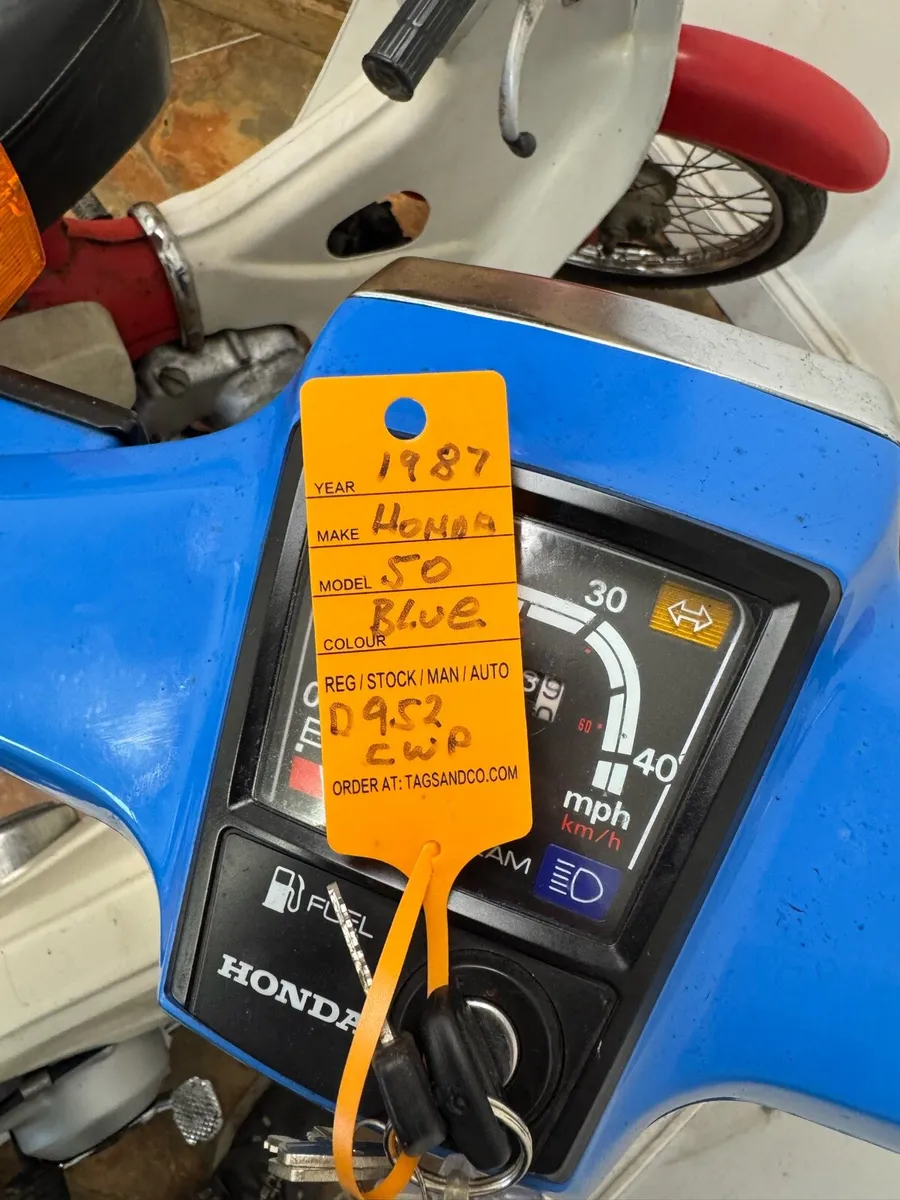 YEAR 1987
MAKE HONDA
MODEL 50
COLOUR BLUE
REG / STOCK / MAN / AUTO
D952
CWP
ORDER AT: TAGSANDCO.COM
30
60
40
mph
km/h
FUEL
HONDA